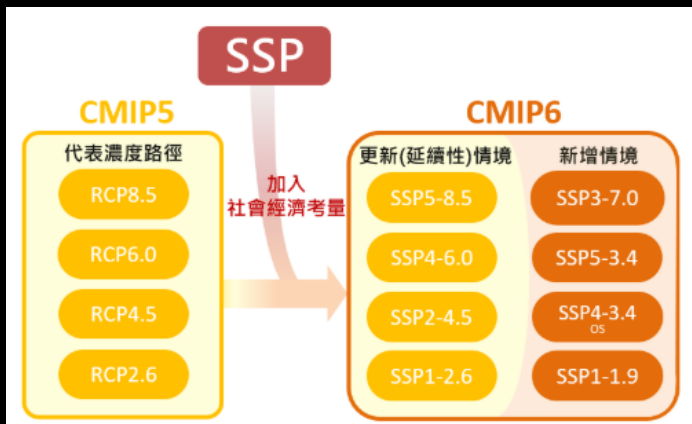 SSP
CMIP5
CMIP6
代表濃度路徑
RCP8.5
RCP6.0
RCP4.5
RCP2.6
加入
社會經濟考量
更新(延續性)情境
SSP5-8.5
SSP4-6.0
SSP2-4.5
SSP1-2.6
新增情境
SSP3-7.0
SSP5-3.4
SSP4-3.4
OS
SSP1-1.9